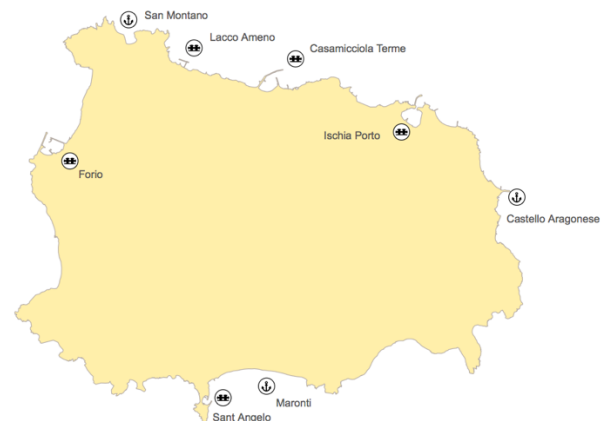 San Montano
Lacco Ameno
Casamicciola Terme
Ischia Porto
Forio
Castello Aragonese
Maronti
Sant Angelo